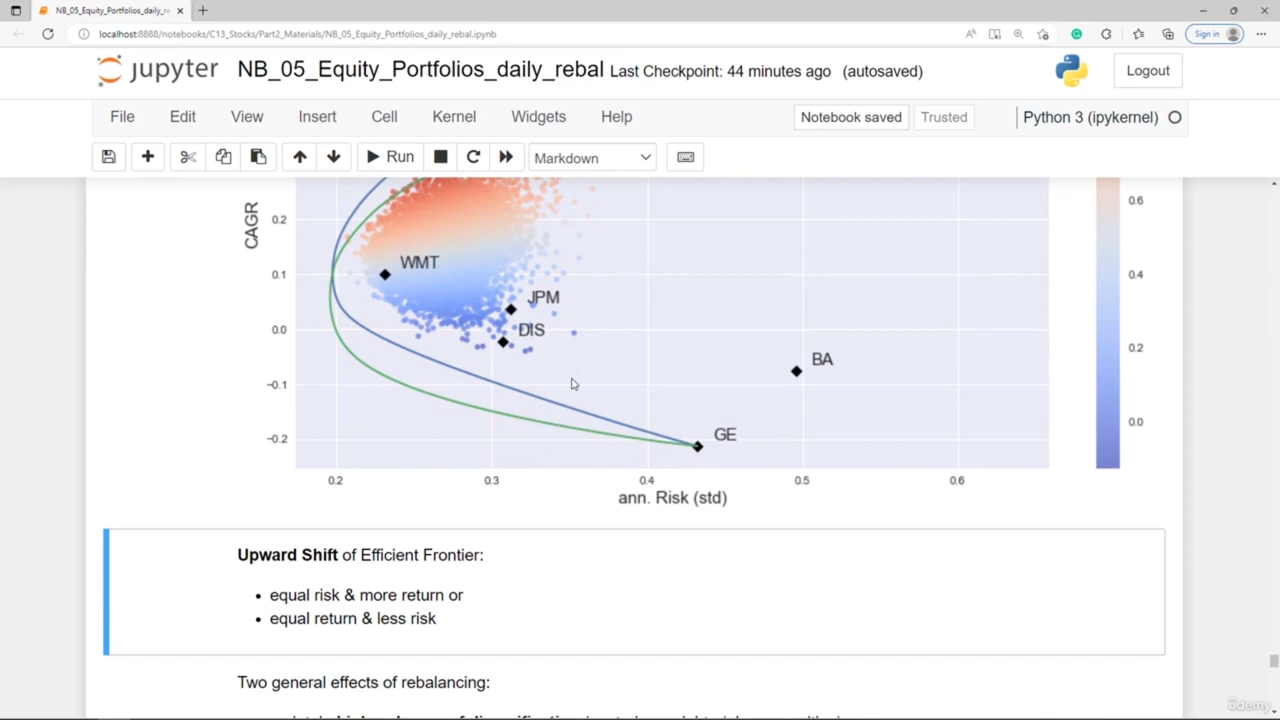 NB_05_Equity_Portfolios_daily_re
localhost:8888/notebooks/C13_Stocks/Part2_Materials/NB_05_Equity_Portfolios_daily_rebal.ipynb
Sign in
jupyter NB_05_Equity_Portfolios_daily_rebal Last Checkpoint: 44 minutes ago (autosaved)
Logout
File Edit View Insert Cell Kernel Widgets Help
Notebook saved Trusted Python 3 (ipykernel)
Run Markdown
CAGR
0.2
0.1
0.0
−0.1
−0.2
WMT
JPM
DIS
BA
GE
0.2 0.3 0.4 0.5 0.6
ann. Risk (std)
0.6
0.4
0.2
0.0
Upward Shift of Efficient Frontier:
• equal risk & more return or
• equal return & less risk
Two general effects of rebalancing:
ûdemy